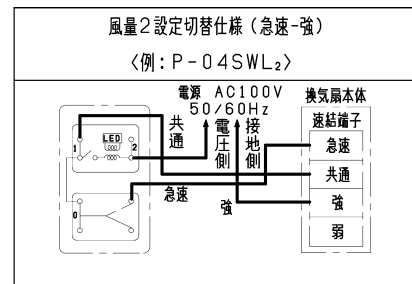 風量2設定切替仕様(急速-強)
〈例:P-04SWL₂〉
電源 AC100V
50/60Hz
換気扇本体
速結端子
急速
共通
強
弱
共通
電圧側
接地側
LED
1
2
0
急速
強